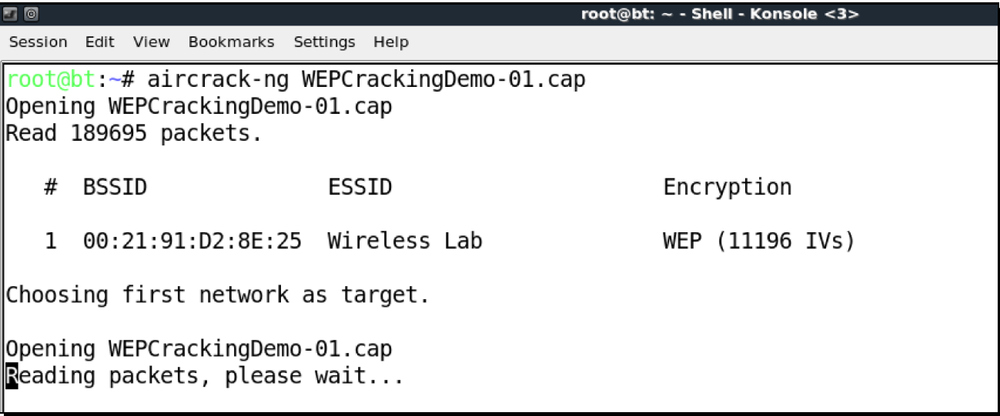 root@bt: ~ - Shell - Konsole <3>
Session Edit View Bookmarks Settings Help
root@bt:~# aircrack-ng WEPCrackingDemo-01.cap
Opening WEPCrackingDemo-01.cap
Read 189695 packets.
# BSSID ESSID Encryption
1 00:21:91:D2:8E:25 Wireless Lab WEP (11196 IVs)
Choosing first network as target.
Opening WEPCrackingDemo-01.cap
Reading packets, please wait...